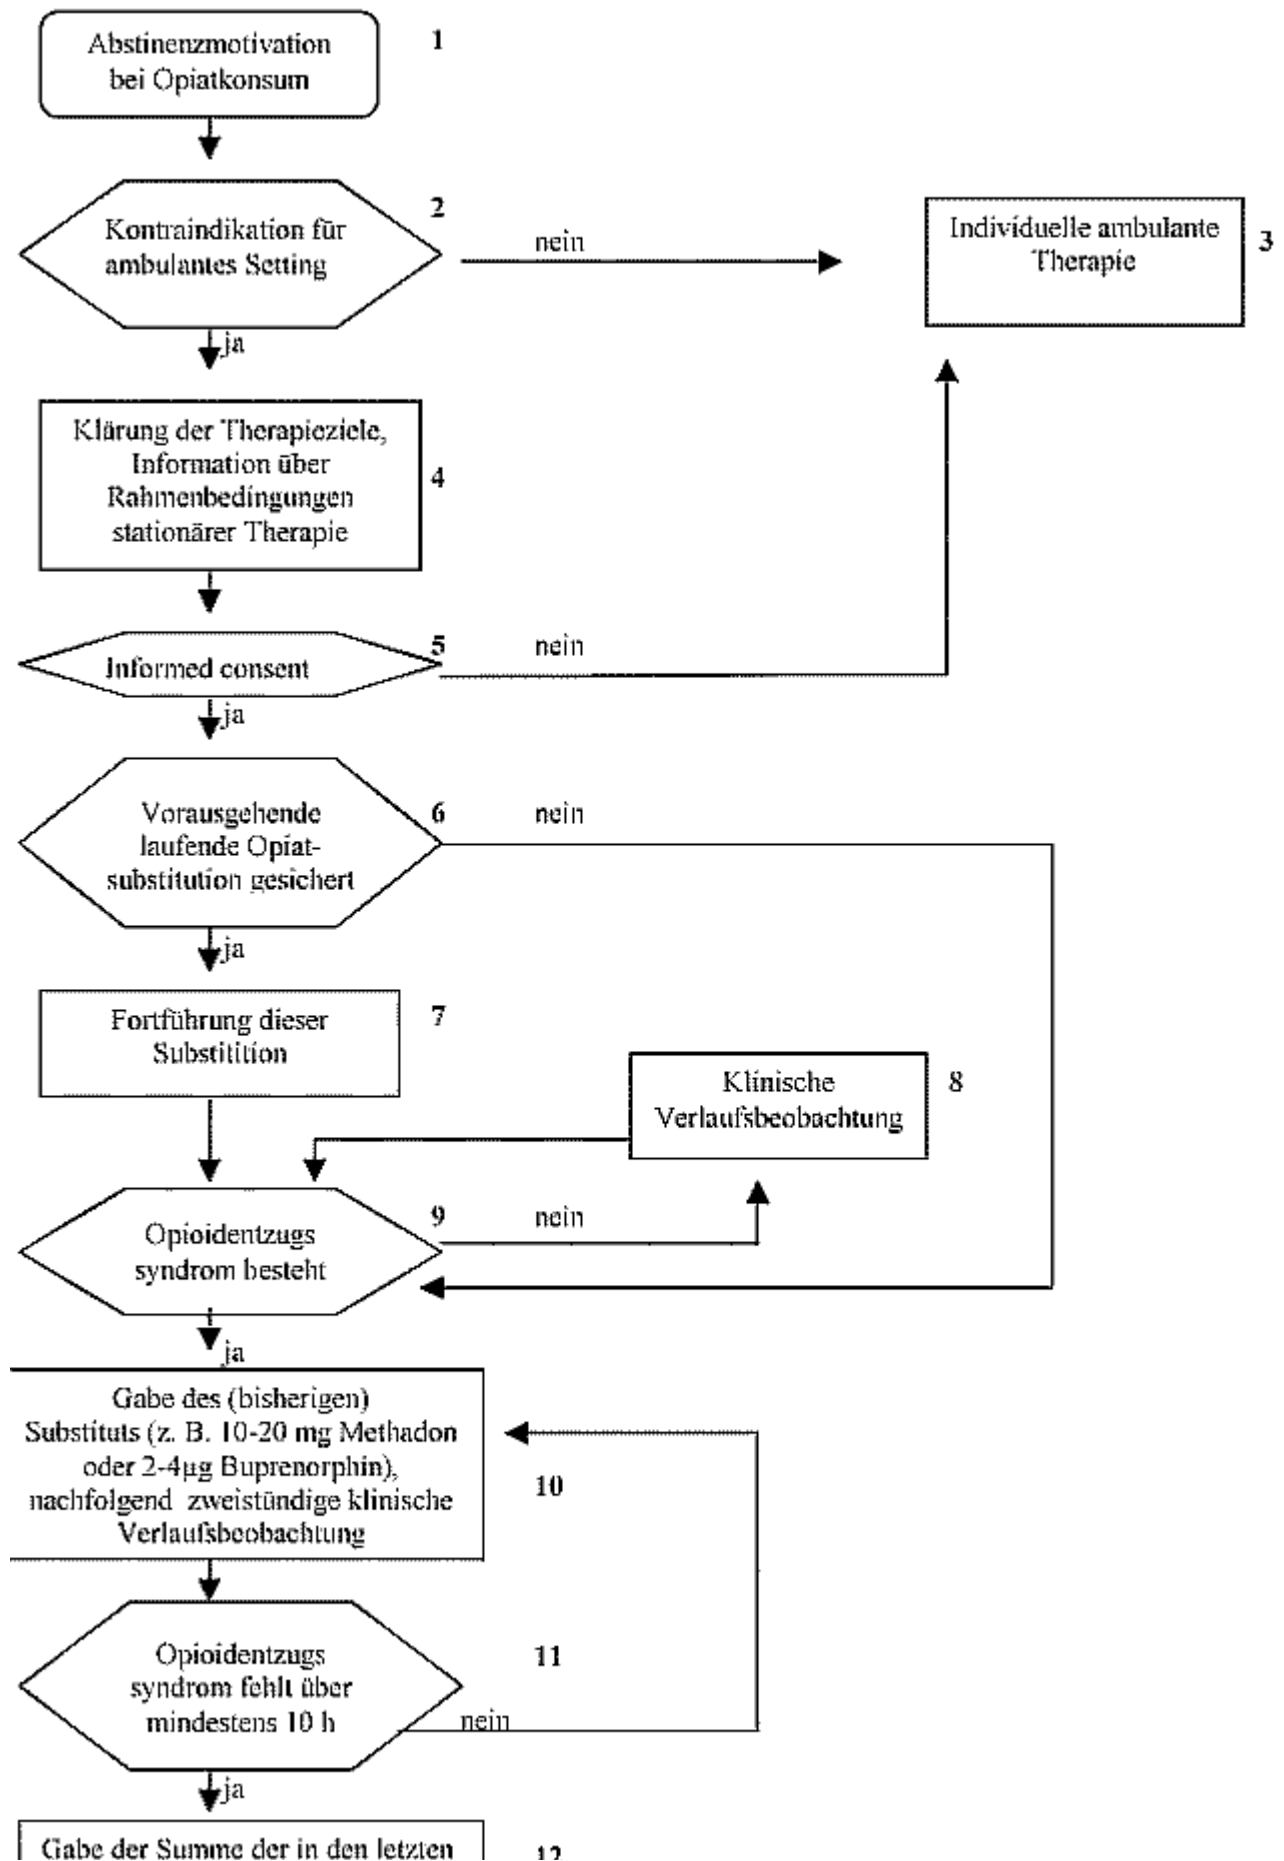 Abstinenzmotivation
bei Opiatkonsum
1
Kontraindikation für
ambulantes Setting
2
nein
Individuelle ambulante
Therapie
3
ja
Klärung der Therapieziele,
Information über
Rahmenbedingungen
stationärer Therapie
4
Informed consent
5
nein
ja
Vorausgehende
laufende Opiat-
substitution gesichert
6
nein
ja
Fortführung dieser
Substitition
7
Klinische
Verlaufsbeobachtung
8
Opioidentzugs
syndrom besteht
9
nein
ja
Gabe des (bisherigen)
Substituts (z. B. 10-20 mg Methadon
oder 2-4µg Buprenorphin),
nachfolgend zweistündige klinische
Verlaufsbeobachtung
10
Opioidentzugs
syndrom fehlt über
mindestens 10 h
11
nein
ja
Gabe der Summe der in den letzten
12